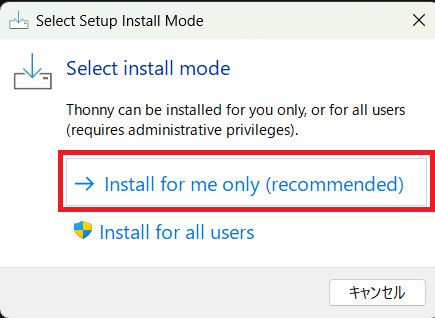 Select Setup Install Mode
Select install mode
Thonny can be installed for you only, or for all users
(requires administrative privileges).
Install for me only (recommended)
Install for all users
キャンセル